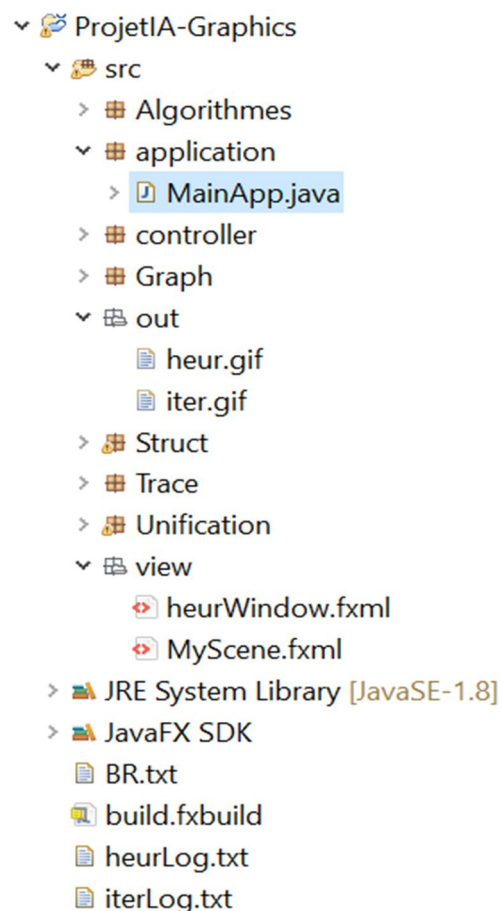 ProjetIA-Graphics
src
Algorithmes
application
MainApp.java
controller
Graph
out
heur.gif
iter.gif
Struct
Trace
Unification
view
heurWindow.fxml
MyScene.fxml
JRE System Library [JavaSE-1.8]
JavaFX SDK
BR.txt
build.fxbuild
heurLog.txt
iterLog.txt